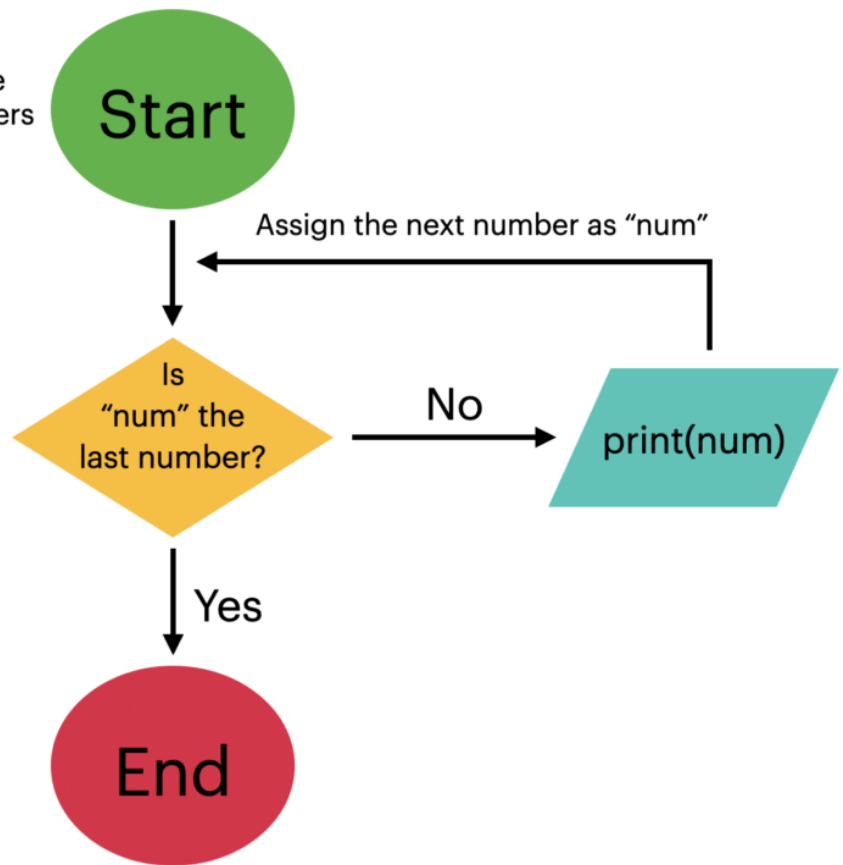 Start
Assign the next number as “num”
Is
“num” the
last number?
No
print(num)
Yes
End